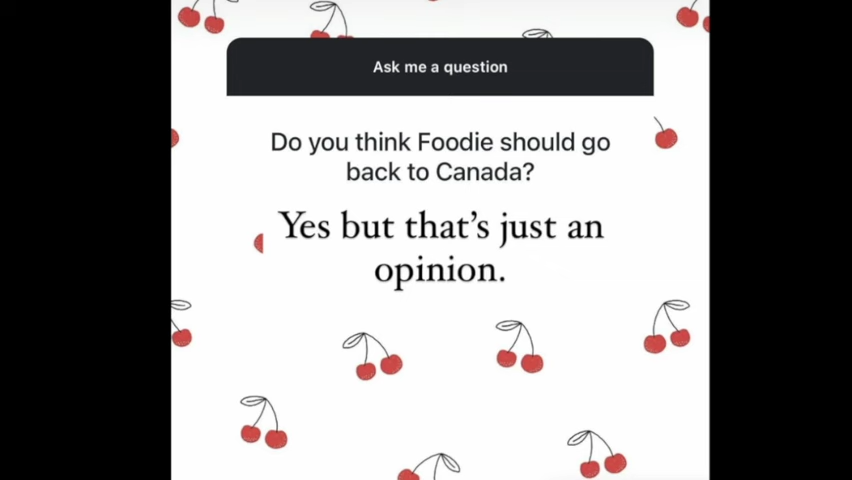 Ask me a question
Do you think Foodie should go
back to Canada?
Yes but that’s just an
opinion.